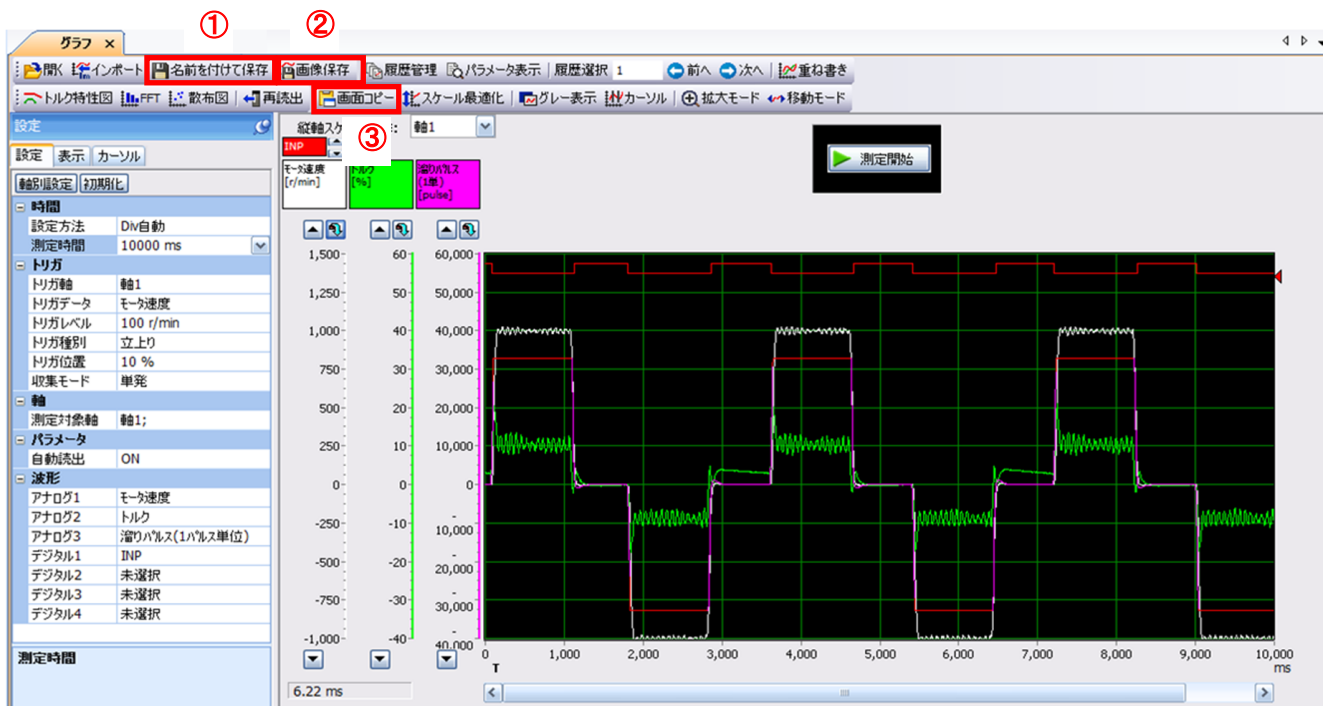 ① ②
グラフ ×
開く インポート 名前を付けて保存 画像保存 履歴管理 パラメータ表示 履歴選択 1 前へ 次へ 重ね書き
トルク特性図 FFT 散布図 再読出 画面コピー スケール最適化 グレー表示 カーソル 拡大モード 移動モード
③
設定
設定 表示 カーソル
軸別設定 初期化
時間
設定方法 Div自動
測定時間 10000 ms
トリガ
トリガ軸 軸1
トリガデータ モータ速度
トリガレベル 100 r/min
トリガ種別 立上り
トリガ位置 10 %
収集モード 単発
軸
測定対象軸 軸1;
パラメータ
自動読出 ON
波形
アナログ1 モータ速度
アナログ2 トルク
アナログ3 溜りパルス(1パルス単位)
デジタル1 INP
デジタル2 未選択
デジタル3 未選択
デジタル4 未選択
測定時間
縦軸スケ : 軸1
INP
モータ速度
[r/min]
トルク
[%]
溜りパルス
(1単)
[pulse]
測定開始
1,500 60 60,000
1,250 50 50,000
1,000 40 40,000
750 30 30,000
500 20 20,000
250 10 10,000
0 0 0
-250 -10 -10,000
-500 -20 -20,000
-750 -30 -30,000
-1,000 -40 -40,000
0 1,000 2,000 3,000 4,000 5,000 6,000 7,000 8,000 9,000 10,000
T ms
6.22 ms